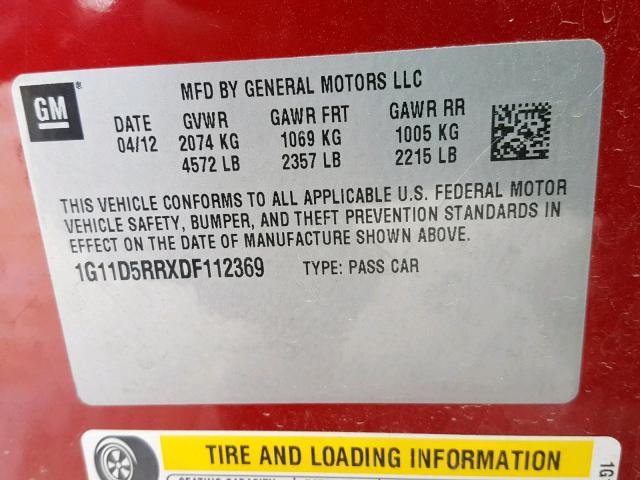 GM ®
MFD BY GENERAL MOTORS LLC
DATE GVWR GAWR FRT GAWR RR
04/12 2074 KG 1069 KG 1005 KG
4572 LB 2357 LB 2215 LB
THIS VEHICLE CONFORMS TO ALL APPLICABLE U.S. FEDERAL MOTOR
VEHICLE SAFETY, BUMPER, AND THEFT PREVENTION STANDARDS IN
EFFECT ON THE DATE OF MANUFACTURE SHOWN ABOVE.
1G11D5RRXDF112369 TYPE: PASS CAR
TIRE AND LOADING INFORMATION
SEATING CAPACITY